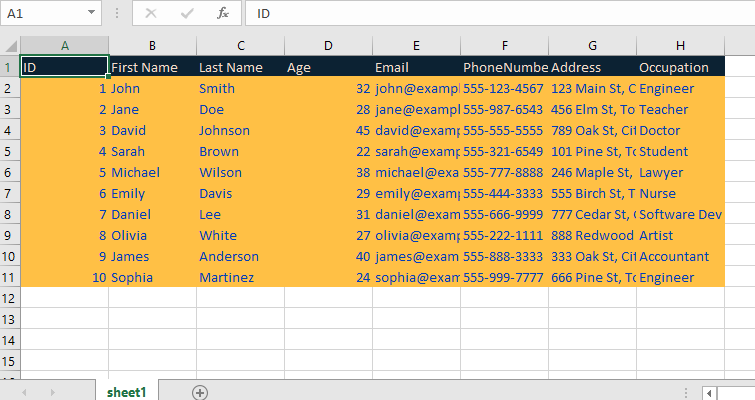 A1 fx ID
A B C D E F G H
1 ID First Name Last Name Age Email PhoneNumbe Address Occupation
2 1 John Smith 32 john@exampl 555-123-4567 123 Main St, C Engineer
3 2 Jane Doe 28 jane@exampl 555-987-6543 456 Elm St, To Teacher
4 3 David Johnson 45 david@examp 555-555-5555 789 Oak St, Cit Doctor
5 4 Sarah Brown 22 sarah@examp 555-321-6549 101 Pine St, To Student
6 5 Michael Wilson 38 michael@exa 555-777-8888 246 Maple St, Lawyer
7 6 Emily Davis 29 emily@examp 555-444-3333 555 Birch St, T Nurse
8 7 Daniel Lee 31 daniel@exam 555-666-9999 777 Cedar St, Software Dev
9 8 Olivia White 27 olivia@examp 555-222-1111 888 Redwood Artist
10 9 James Anderson 40 james@exam 555-888-3333 333 Oak St, Cit Accountant
11 10 Sophia Martinez 24 sophia@exam 555-999-7777 666 Pine St, To Engineer
12
13
14
15
sheet1